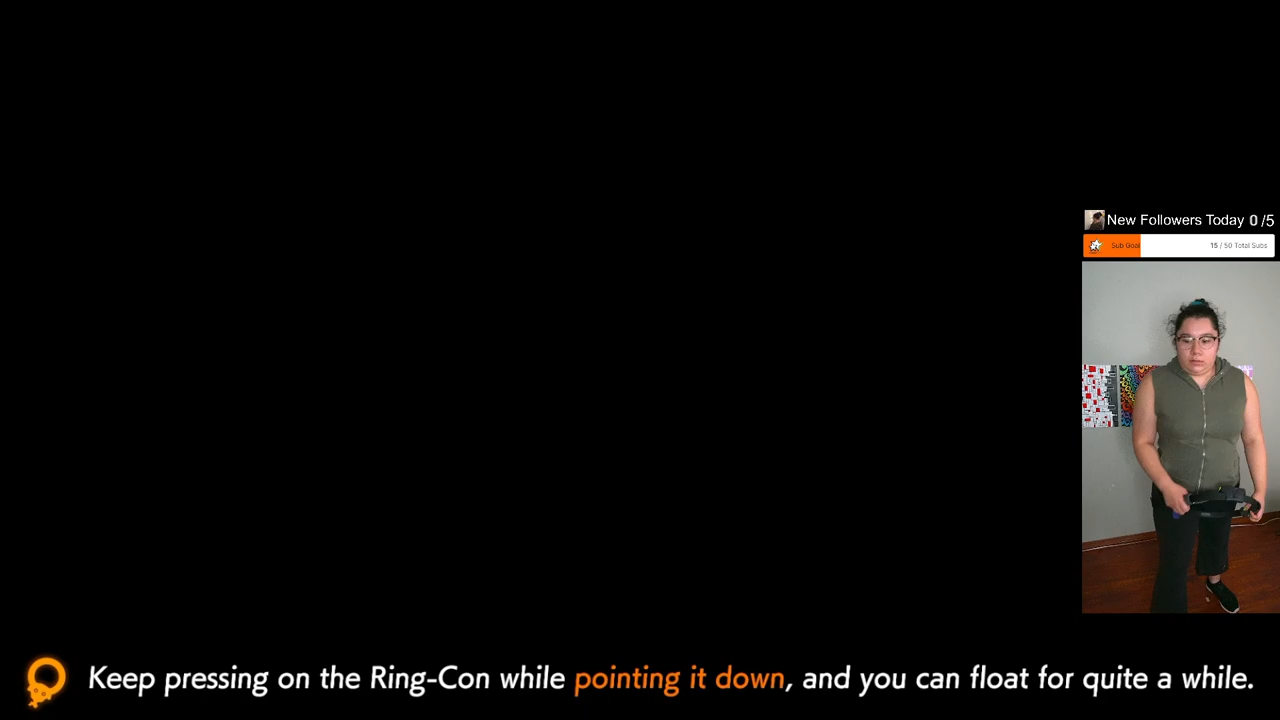 New Followers Today 0 /5
Sub Goal 15 / 50 Total Subs
Keep pressing on the Ring-Con while pointing it down, and you can float for quite a while.